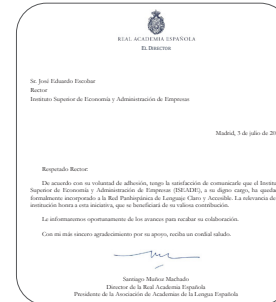 REAL ACADEMIA ESPAÑOLA
EL DIRECTOR
Sr. José Eduardo Escobar
Rector
Instituto Superior de Economía y Administración de Empresas
Madrid, 3 de julio de 20
Respetado Rector:
De acuerdo con su voluntad de adhesión, tengo la satisfacción de comunicarle que el Institu
Superior de Economía y Administración de Empresas (ISEADE), a su digno cargo, ha queda
formalmente incorporado a la Red Panhispánica de Lenguaje Claro y Accesible. La relevancia de
institución honra a esta iniciativa, que se beneficiará de su valiosa contribución.
Le informaremos oportunamente de los avances para recabar su colaboración.
Con mi más sincero agradecimiento por su apoyo, reciba un cordial saludo.
Santiago Muñoz Machado
Director de la Real Academia Española
Presidente de la Asociación de Academias de la Lengua Española